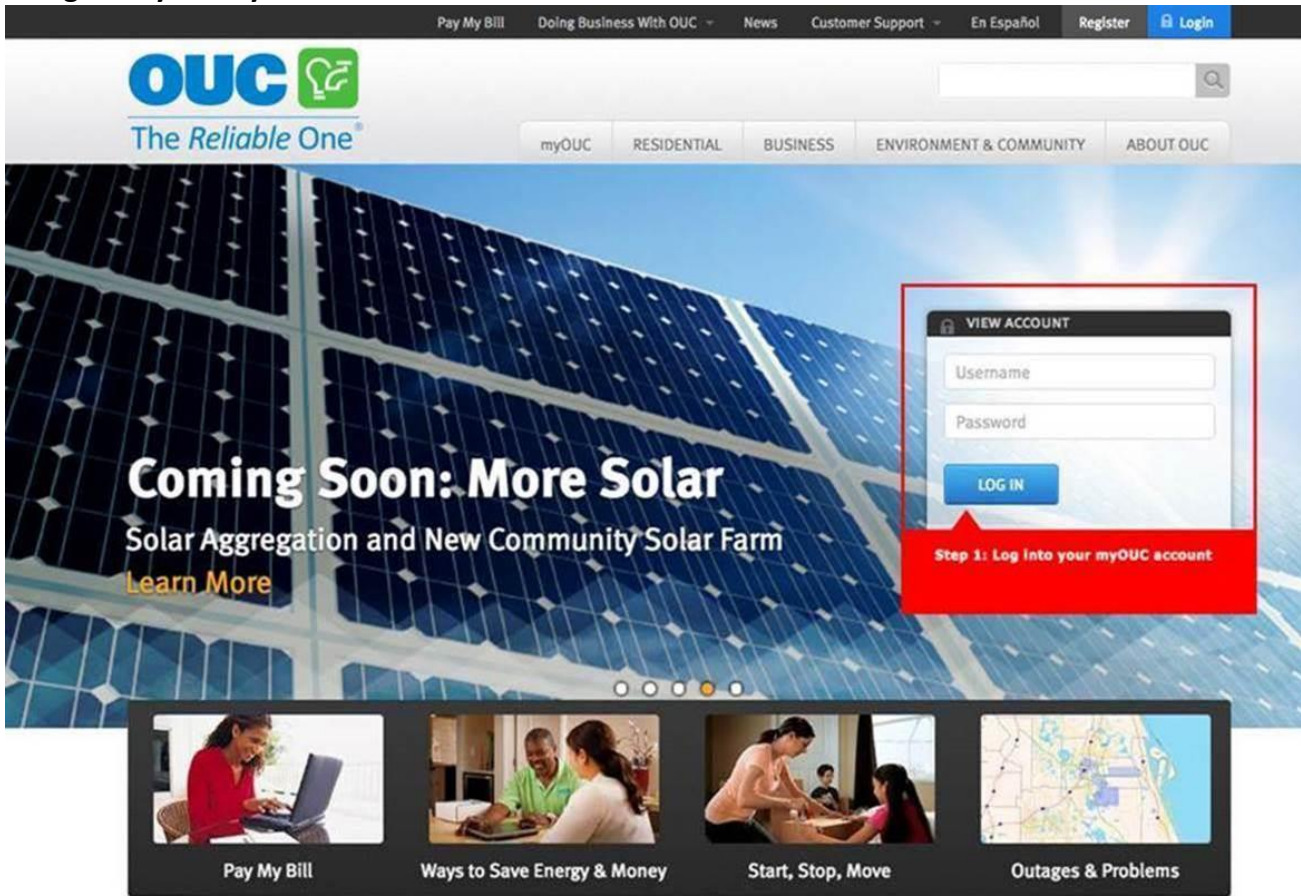 Pay My Bill Doing Business With OUC News Customer Support En Español Register Login
OUC
The Reliable One®
myOUC RESIDENTIAL BUSINESS ENVIRONMENT & COMMUNITY ABOUT OUC
VIEW ACCOUNT
Username
Password
LOG IN
Step 1: Log into your myOUC account
Coming Soon: More Solar
Solar Aggregation and New Community Solar Farm
Learn More
Pay My Bill Ways to Save Energy & Money Start, Stop, Move Outages & Problems